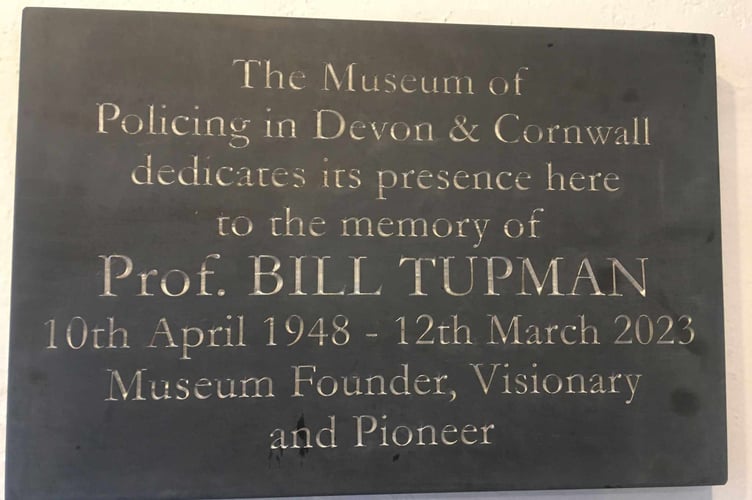 The Museum of
Policing in Devon & Cornwall
dedicates its presence here
to the memory of
Prof. BILL TUPMAN
10th April 1948 - 12th March 2023
Museum Founder, Visionary
and Pioneer